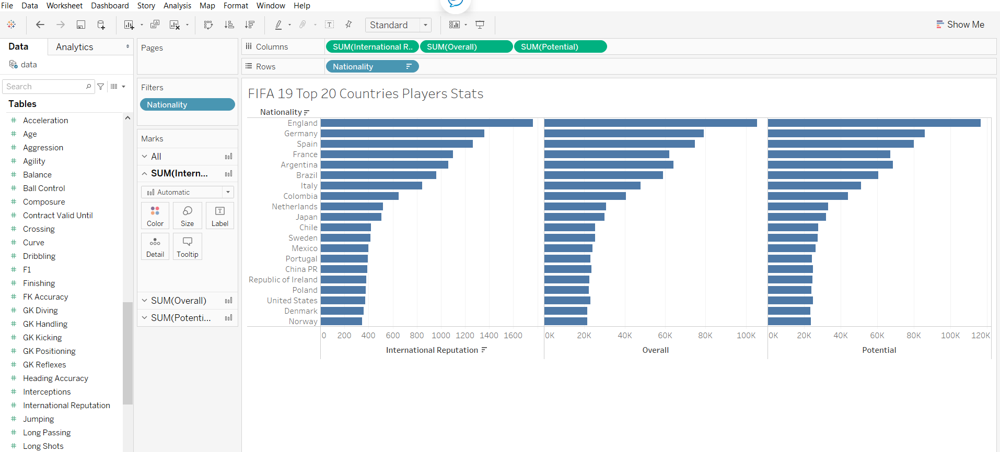 File Data Worksheet Dashboard Story Analysis Map Format Window Help
Standard
Show Me
Data
Analytics
data
Search
Tables
Acceleration
Age
Aggression
Agility
Balance
Ball Control
Composure
Contract Valid Until
Crossing
Curve
Dribbling
F1
Finishing
FK Accuracy
GK Diving
GK Handling
GK Kicking
GK Positioning
GK Reflexes
Heading Accuracy
Interceptions
International Reputation
Jumping
Long Passing
Long Shots
Pages
Filters
Nationality
Marks
All
SUM(Intern...
Automatic
Color Size Label
Detail Tooltip
SUM(Overall)
SUM(Potenti...
Columns SUM(International R.. SUM(Overall) SUM(Potential)
Rows Nationality
FIFA 19 Top 20 Countries Players Stats
Nationality
England
Germany
Spain
France
Argentina
Brazil
Italy
Colombia
Netherlands
Japan
Chile
Sweden
Mexico
Portugal
China PR
Republic of Ireland
Poland
United States
Denmark
Norway
0 200 400 600 800 1000 1200 1400 1600 0K 20K 40K 60K 80K 100K 0K 20K 40K 60K 80K 100K 120K
International Reputation Overall Potential